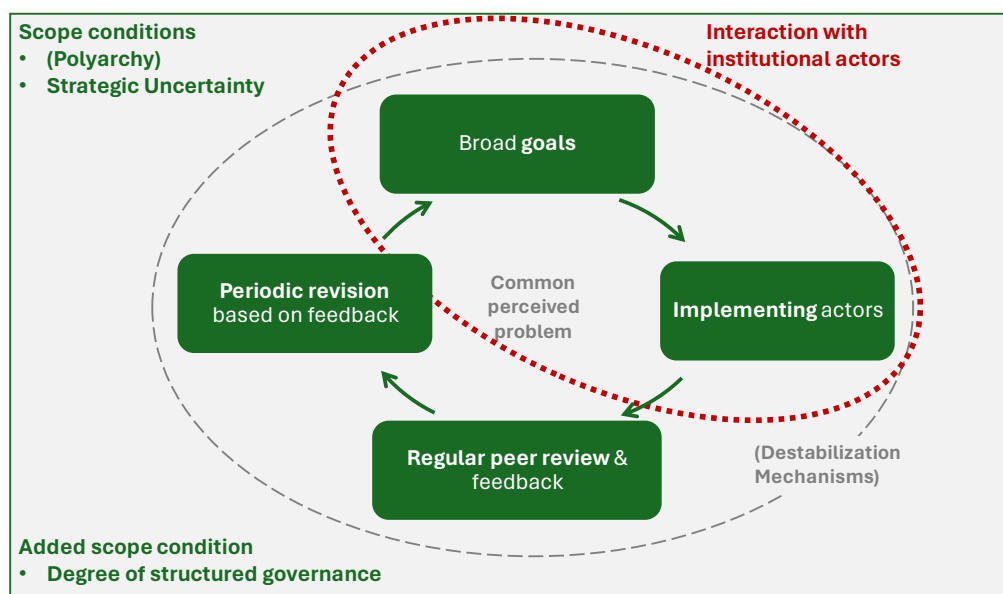 Scope conditions
• (Polyarchy)
• Strategic Uncertainty
Interaction with
institutional actors
Broad goals
Periodic revision
based on feedback
Common
perceived
problem
Implementing actors
Regular peer review &
feedback
(Destabilization
Mechanisms)
Added scope condition
• Degree of structured governance